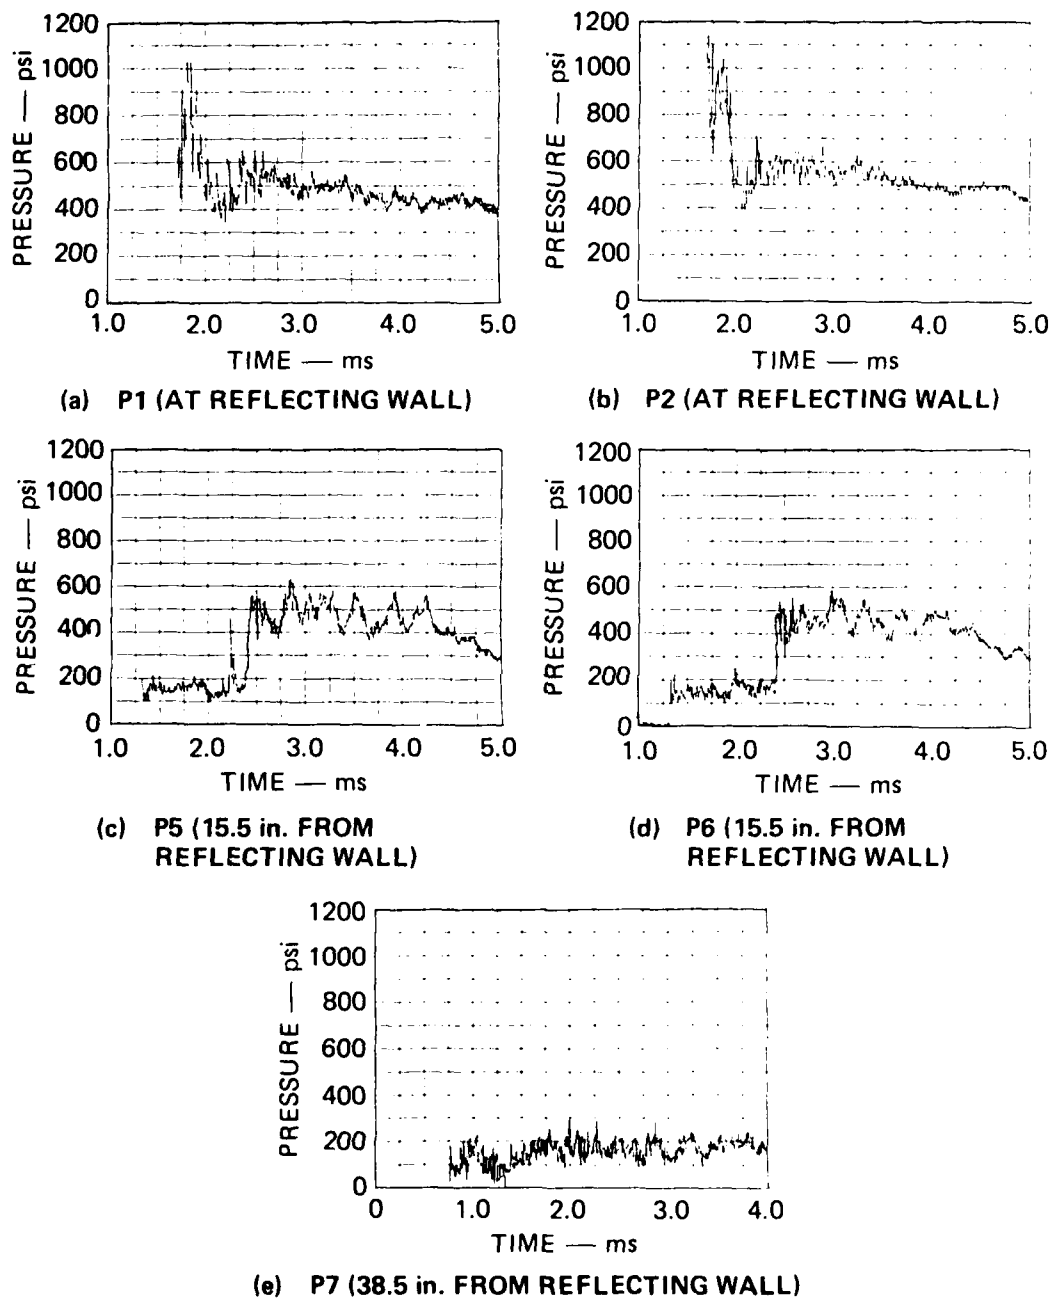 PRESSURE — psi
1200
1000
800
600
400
200
0
1.0 2.0 3.0 4.0 5.0
TIME — ms
(a) P1 (AT REFLECTING WALL)
PRESSURE — psi
1200
1000
800
600
400
200
0
1.0 2.0 3.0 4.0 5.0
TIME — ms
(b) P2 (AT REFLECTING WALL)
PRESSURE — psi
1200
1000
800
600
400
200
0
1.0 2.0 3.0 4.0 5.0
TIME — ms
(c) P5 (15.5 in. FROM
REFLECTING WALL)
PRESSURE — psi
1200
1000
800
600
400
200
0
1.0 2.0 3.0 4.0 5.0
TIME — ms
(d) P6 (15.5 in. FROM
REFLECTING WALL)
PRESSURE — psi
1200
1000
800
600
400
200
0
0 1.0 2.0 3.0 4.0
TIME — ms
(e) P7 (38.5 in. FROM REFLECTING WALL)